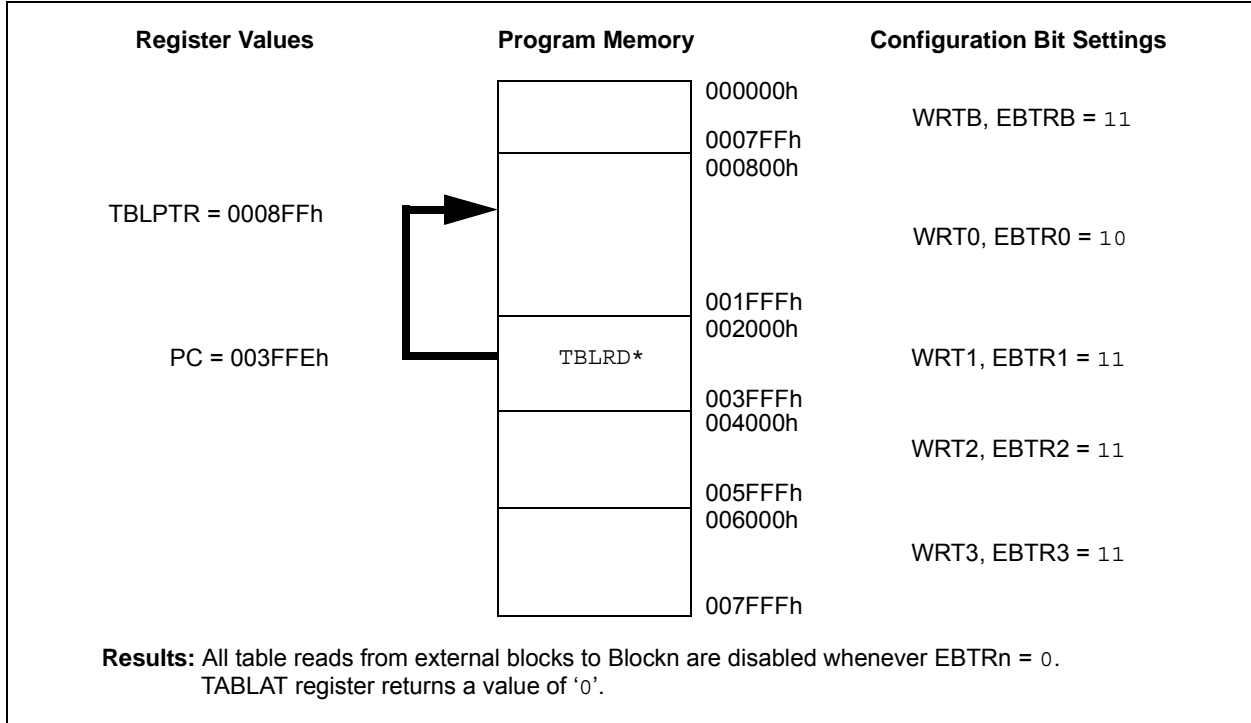 Register Values Program Memory Configuration Bit Settings
000000h
WRTB, EBTRB = 11
0007FFh
000800h
TBLPTR = 0008FFh
WRT0, EBTR0 = 10
001FFFh
002000h
PC = 003FFEh TBLRD* WRT1, EBTR1 = 11
003FFFh
004000h
WRT2, EBTR2 = 11
005FFFh
006000h
WRT3, EBTR3 = 11
007FFFh
Results: All table reads from external blocks to Blockn are disabled whenever EBTRn = 0.
TABLAT register returns a value of ‘0’.